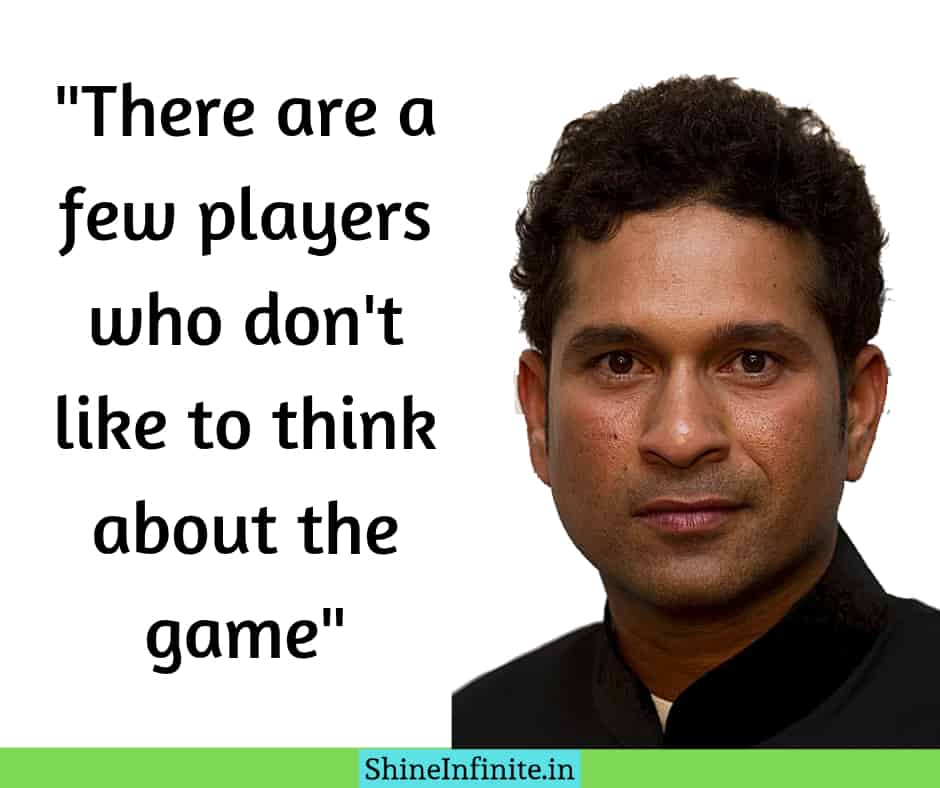 "There are a
few players
who don't
like to think
about the
game"
ShineInfinite.in